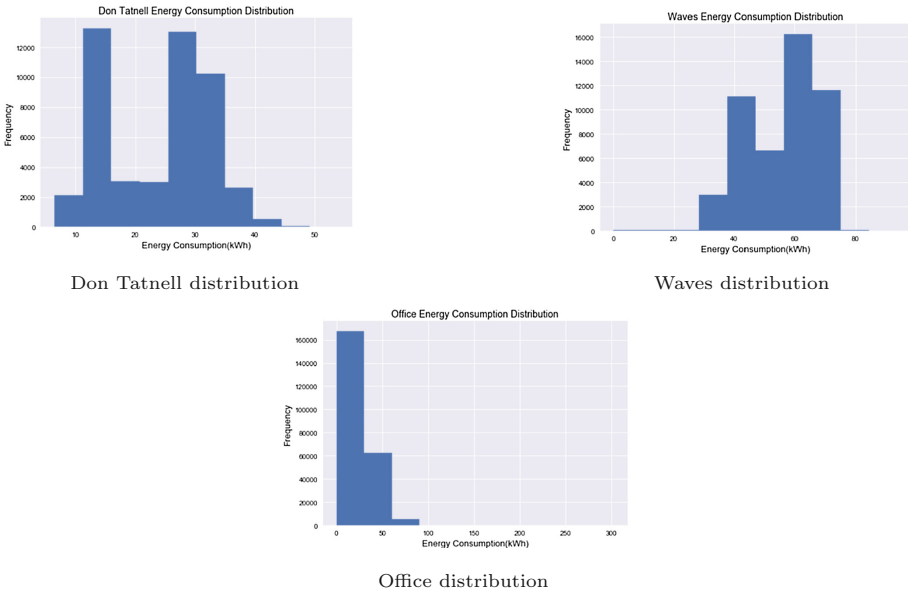 Don Tatnell Energy Consumption Distribution
12000
10000
8000
6000
4000
2000
0
Frequency
10 20 30 40 50
Energy Consumption(kWh)
Don Tatnell distribution
Waves Energy Consumption Distribution
16000
14000
12000
10000
8000
6000
4000
2000
0
Frequency
0 20 40 60 80
Energy Consumption(kWh)
Waves distribution
Office Energy Consumption Distribution
160000
140000
120000
100000
80000
60000
40000
20000
0
Frequency
0 50 100 150 200 250 300
Energy Consumption(kWh)
Office distribution